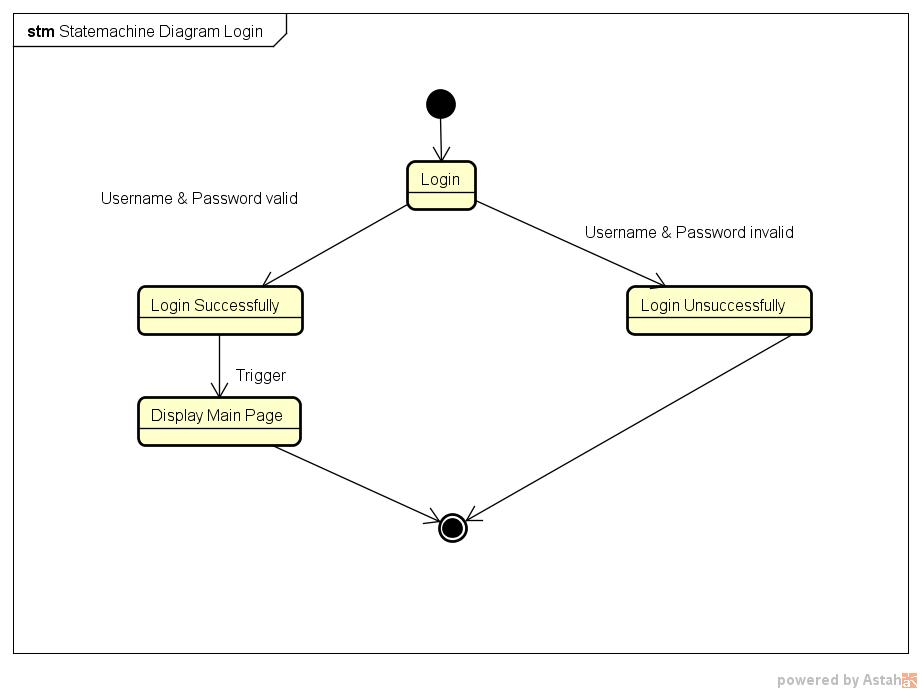 stm Statemachine Diagram Login
Login
Username & Password valid
Username & Password invalid
Login Successfully
Login Unsuccessfully
Trigger
Display Main Page
powered by Astah